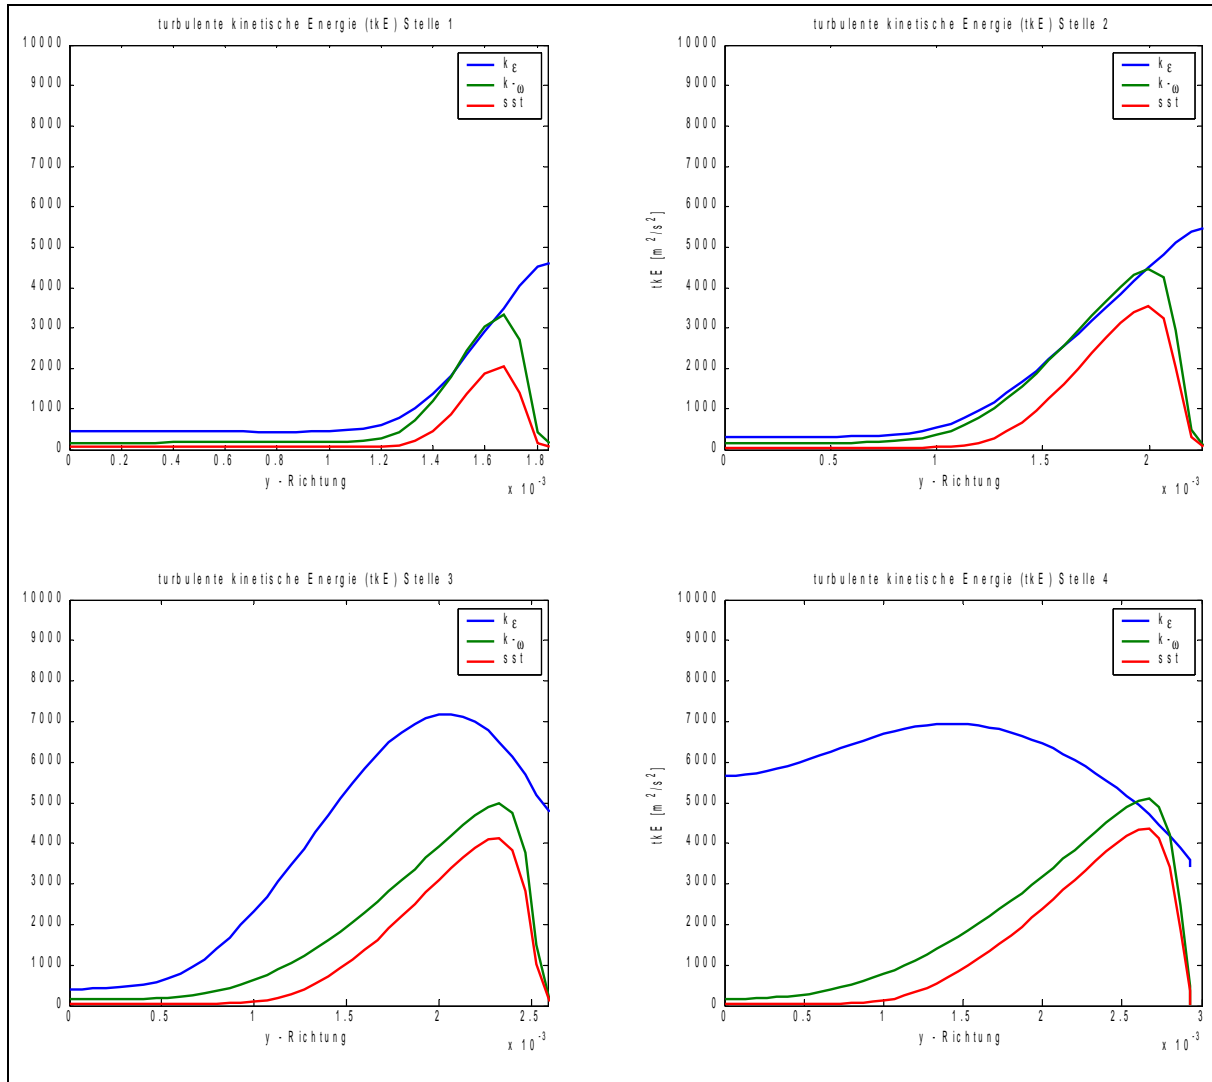 turbulente kinetische Energie (tkE) Stelle 1
10000
9000
8000
7000
6000
5000
4000
3000
2000
1000
0
k ε
k-ω
sst
0 0.2 0.4 0.6 0.8 1 1.2 1.4 1.6 1.8
y-Richtung
x 10^-3
turbulente kinetische Energie (tkE) Stelle 2
10000
9000
8000
7000
6000
5000
4000
3000
2000
1000
0
tkE [m^2/s^2]
k ε
k-ω
sst
0 0.5 1 1.5 2
y-Richtung
x 10^-3
turbulente kinetische Energie (tkE) Stelle 3
10000
9000
8000
7000
6000
5000
4000
3000
2000
1000
0
k ε
k-ω
sst
0 0.5 1 1.5 2 2.5
y-Richtung
x 10^-3
turbulente kinetische Energie (tkE) Stelle 4
10000
9000
8000
7000
6000
5000
4000
3000
2000
1000
0
tkE [m^2/s^2]
k ε
k-ω
sst
0 0.5 1 1.5 2 2.5 3
y-Richtung
x 10^-3